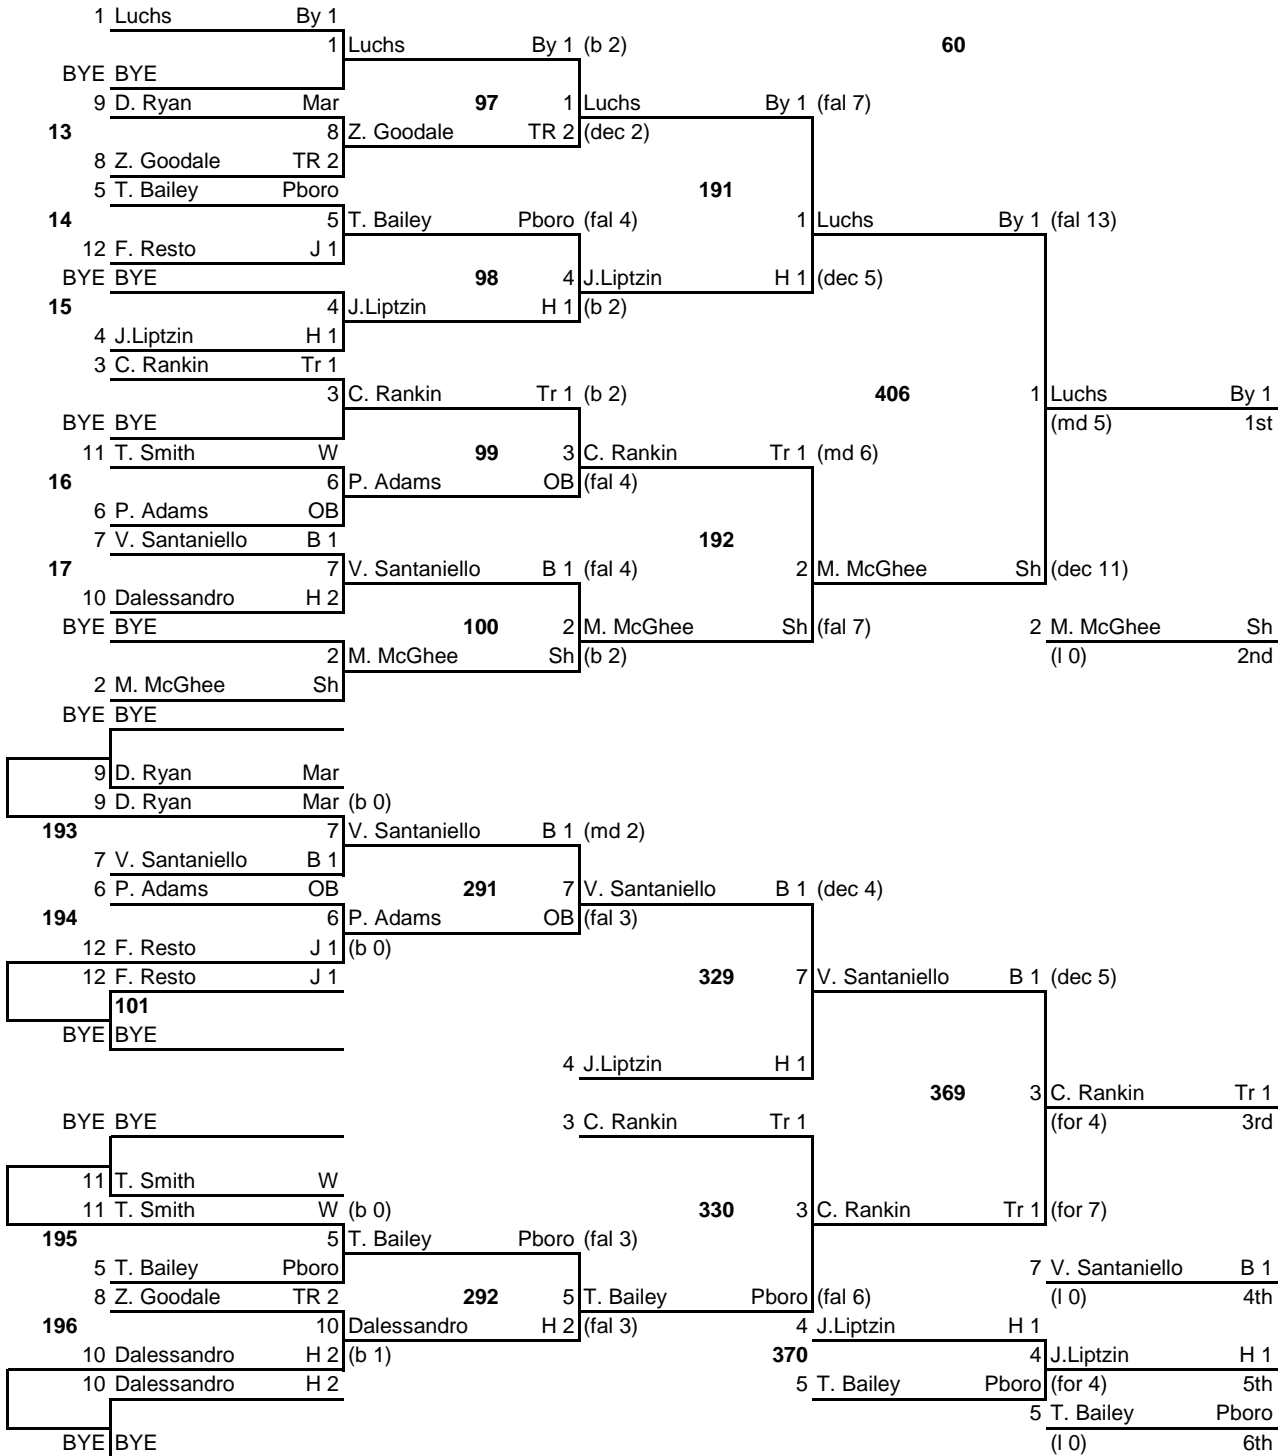 1 Luchs By 1
1 Luchs By 1 (b 2) 60
BYE BYE
9 D. Ryan Mar 97 1 Luchs By 1 (fal 7)
13 8 Z. Goodale TR 2 (dec 2)
8 Z. Goodale TR 2
5 T. Bailey Pboro 191
14 5 T. Bailey Pboro (fal 4) 1 Luchs By 1 (fal 13)
12 F. Resto J 1
BYE BYE 98 4 J.Liptzin H 1 (dec 5)
15 4 J.Liptzin H 1 (b 2)
4 J.Liptzin H 1
3 C. Rankin Tr 1
3 C. Rankin Tr 1 (b 2) 406 1 Luchs By 1
BYE BYE (md 5) 1st
11 T. Smith W 99 3 C. Rankin Tr 1 (md 6)
16 6 P. Adams OB (fal 4)
6 P. Adams OB
7 V. Santaniello B 1 192
17 7 V. Santaniello B 1 (fal 4) 2 M. McGhee Sh (dec 11)
10 Dalessandro H 2
BYE BYE 100 2 M. McGhee Sh (fal 7) 2 M. McGhee Sh
2 M. McGhee Sh (b 2) (l 0) 2nd
2 M. McGhee Sh
BYE BYE
9 D. Ryan Mar
9 D. Ryan Mar (b 0)
193 7 V. Santaniello B 1 (md 2)
7 V. Santaniello B 1
6 P. Adams OB 291 7 V. Santaniello B 1 (dec 4)
194 6 P. Adams OB (fal 3)
12 F. Resto J 1 (b 0)
12 F. Resto J 1 329 7 V. Santaniello B 1 (dec 5)
101
BYE BYE
4 J.Liptzin H 1
369 3 C. Rankin Tr 1
BYE BYE 3 C. Rankin Tr 1 (for 4) 3rd
11 T. Smith W
11 T. Smith W (b 0) 330 3 C. Rankin Tr 1 (for 7)
195 5 T. Bailey Pboro (fal 3)
5 T. Bailey Pboro 7 V. Santaniello B 1
8 Z. Goodale TR 2 292 5 T. Bailey Pboro (fal 6) (l 0) 4th
196 10 Dalessandro H 2 (fal 3) 4 J.Liptzin H 1
10 Dalessandro H 2 (b 1) 370 4 J.Liptzin H 1
10 Dalessandro H 2 5 T. Bailey Pboro (for 4) 5th
5 T. Bailey Pboro
BYE BYE (l 0) 6th